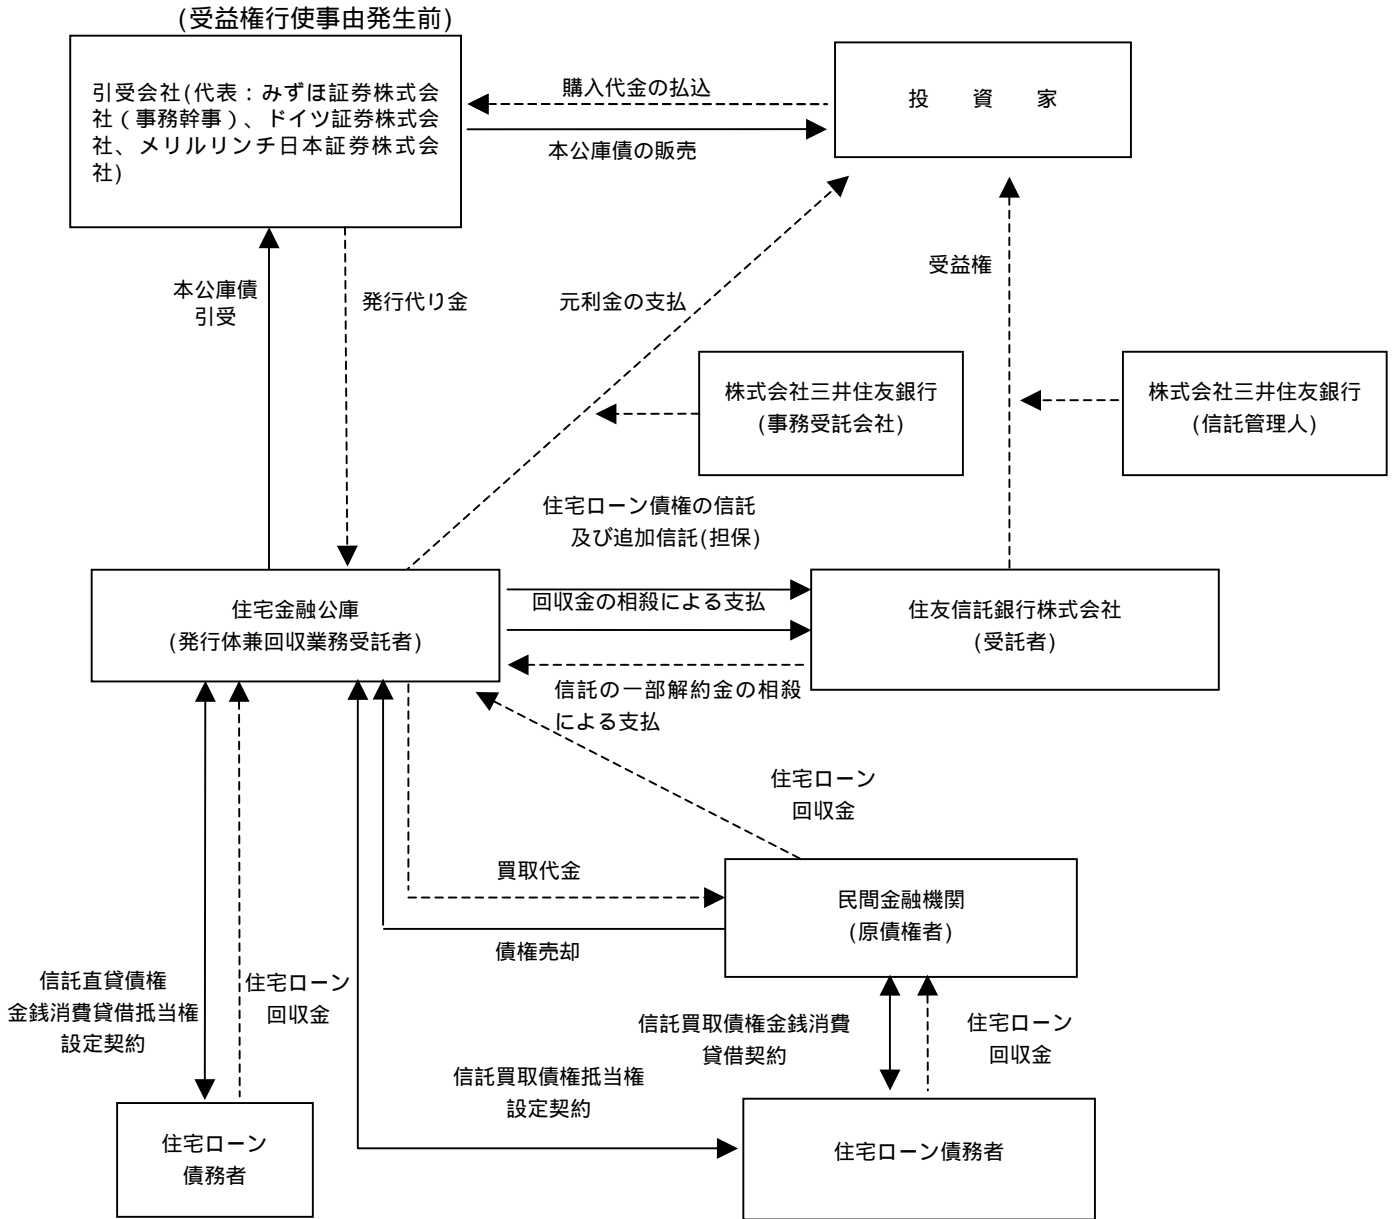 (受益権行使事由発生前)
引受会社(代表：みずほ証券株式会
社（事務幹事）、ドイツ証券株式会
社、メリルリンチ日本証券株式会
社)
購入代金の払込
本公庫債の販売
投　資　家
本公庫債
引受
発行代り金
元利金の支払
受益権
株式会社三井住友銀行
(事務受託会社)
株式会社三井住友銀行
(信託管理人)
住宅ローン債権の信託
及び追加信託(担保)
住宅金融公庫
(発行体兼回収業務受託者)
回収金の相殺による支払
住友信託銀行株式会社
(受託者)
信託の一部解約金の相殺
による支払
住宅ローン
回収金
買取代金
民間金融機関
(原債権者)
債権売却
信託直貸債権
金銭消費貸借抵当権
設定契約
住宅ローン
回収金
信託買取債権金銭消費
貸借契約
住宅ローン
回収金
信託買取債権抵当権
設定契約
住宅ローン
債務者
住宅ローン債務者